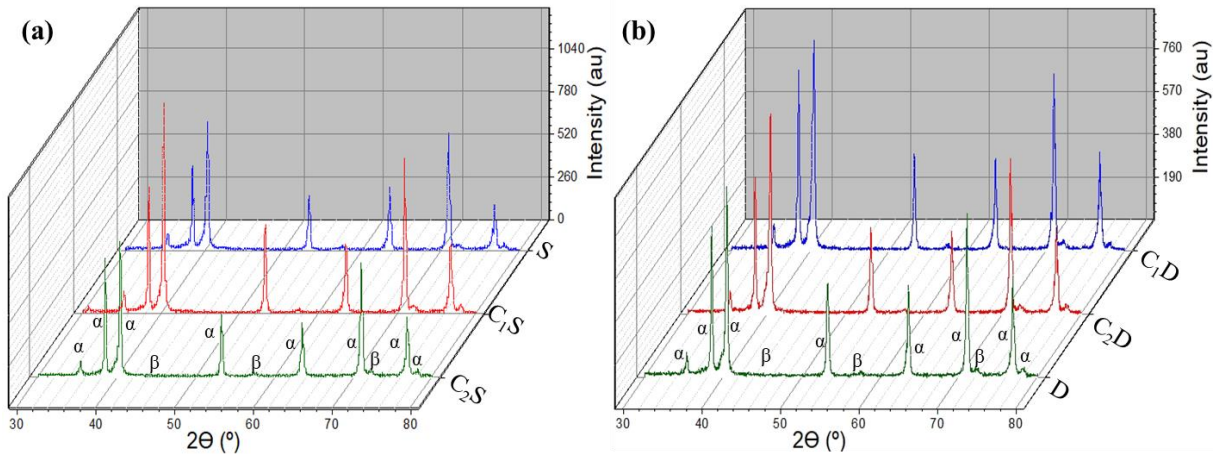 (a)
1040
780
520
260
0
Intensity (au)
S
C₁S
C₂S
α α α β α β α α β α α
30 40 50 60 70 80
2Θ (º)
(b)
760
570
380
190
Intensity (au)
C₁D
C₂D
D
α α α β α β α α β α
30 40 50 60 70 80
2Θ (º)